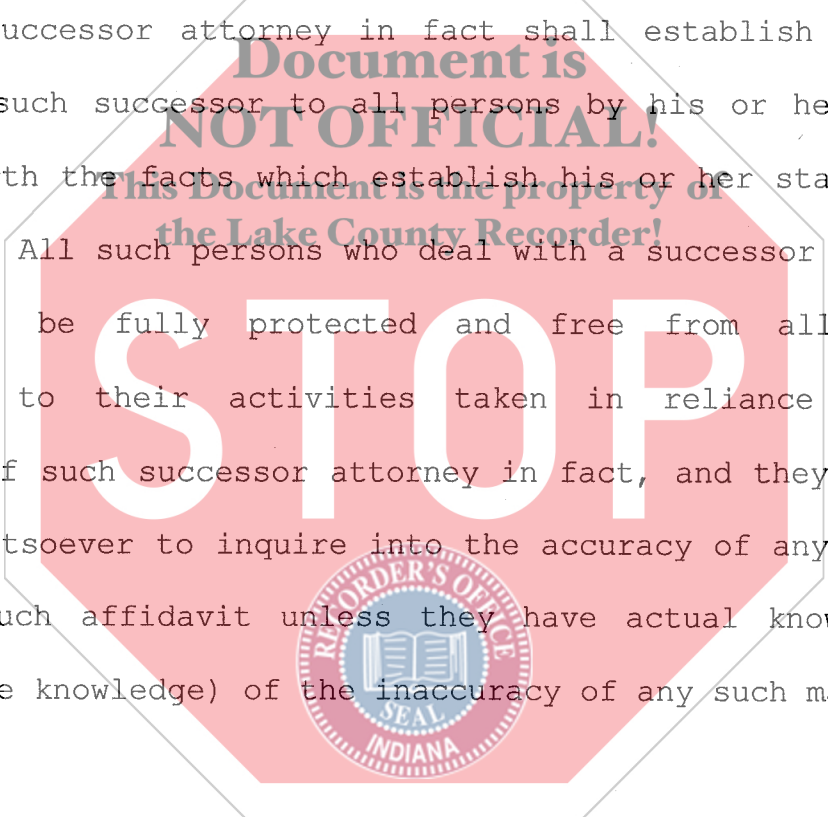 uccessor attorney in fact shall establish
Document is
such successor to all persons by his or he
NOT OFFICIAL!
th the facts which establish his or her sta
This Document is the property of
the Lake County Recorder!
All such persons who deal with a successor
be fully protected and free from all
STOP
to their activities taken in reliance
f such successor attorney in fact, and they
tsoever to inquire into the accuracy of any
uch affidavit unless they have actual know
e knowledge) of the inaccuracy of any such m
RECORDER'S OFFICE
SEAL
INDIANA